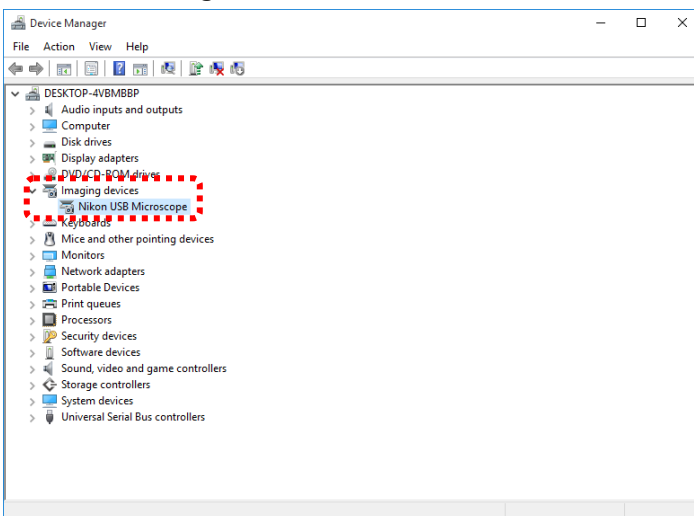 Device Manager
File Action View Help
DESKTOP-4VBMBBP
Audio inputs and outputs
Computer
Disk drives
Display adapters
DVD/CD-ROM drives
Imaging devices
Nikon USB Microscope
Keyboards
Mice and other pointing devices
Monitors
Network adapters
Portable Devices
Print queues
Processors
Security devices
Software devices
Sound, video and game controllers
Storage controllers
System devices
Universal Serial Bus controllers